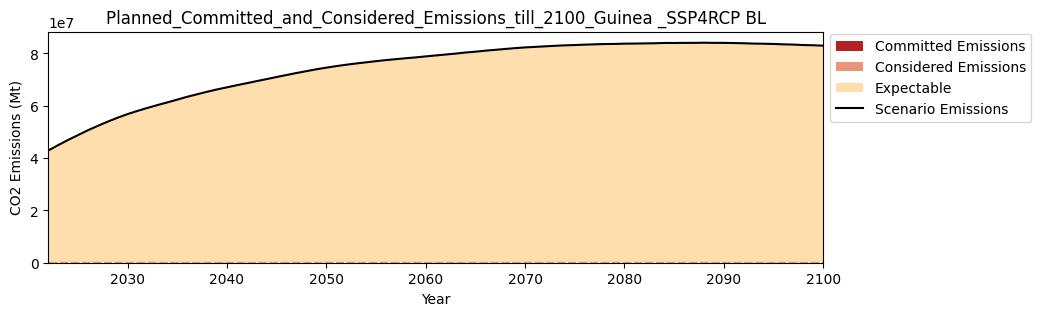 Planned_Committed_and_Considered_Emissions_till_2100_Guinea _SSP4RCP BL
1e7
8
6
4
2
0
CO2 Emissions (Mt)
2030 2040 2050 2060 2070 2080 2090 2100
Year
Committed Emissions
Considered Emissions
Expectable
Scenario Emissions